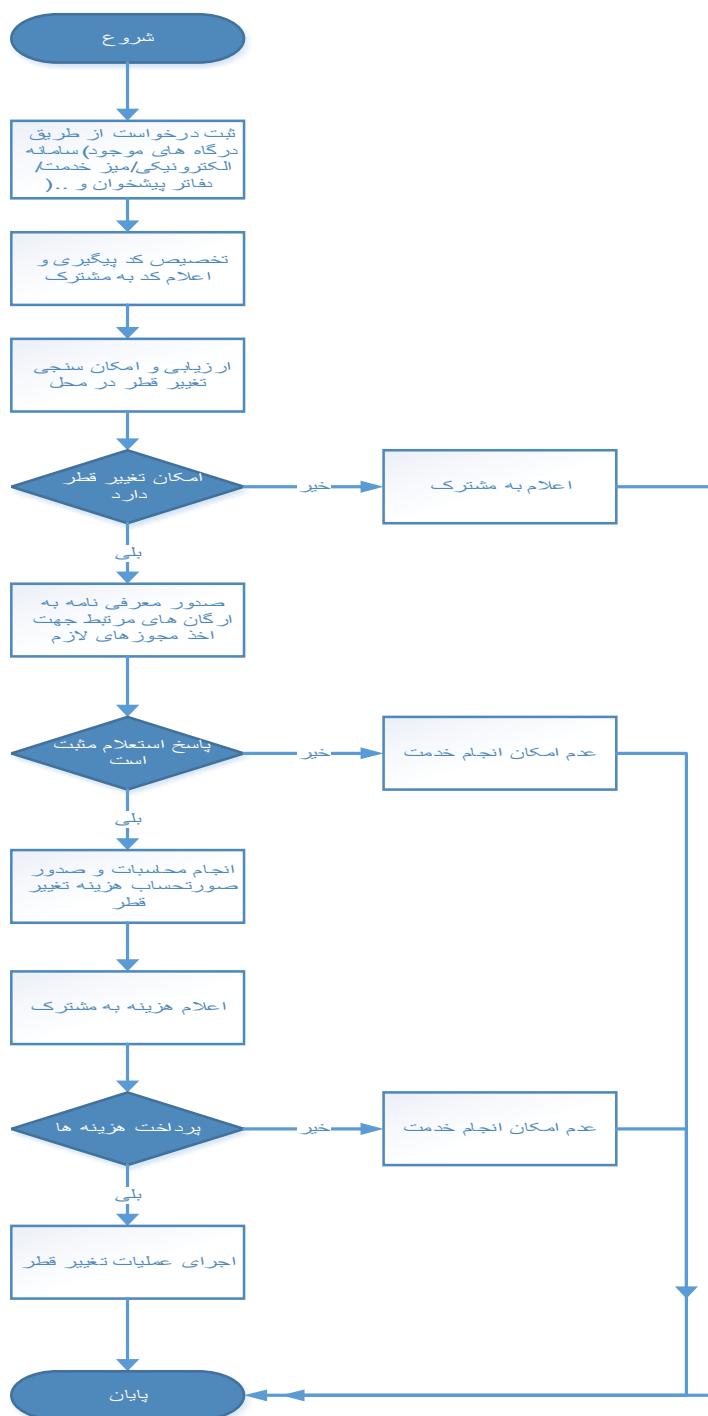 شروع
ثبت درخواست از طریق
درگاه های موجود)سامانه
الکترونیکی/میز خدمت/
دفاتر پیشخوان و ..(
تخصیص کد پیگیری و
اعلام کد به مشترک
ارزیابی و امکان سنجی
تغییر قطر در محل
امکان تغییر قطر
دارد
خیر
اعلام به مشترک
بلی
صدور معرفی نامه به
ارگان های مرتبط جهت
اخذ مجوزهای لازم
پاسخ استعلام مثبت
است
خیر
عدم امکان انجام خدمت
بلی
انجام محاسبات و صدور
صورتحساب هزینه تغییر
قطر
اعلام هزینه به مشترک
پرداخت هزینه ها
خیر
عدم امکان انجام خدمت
بلی
اجرای عملیات تغییر قطر
پایان